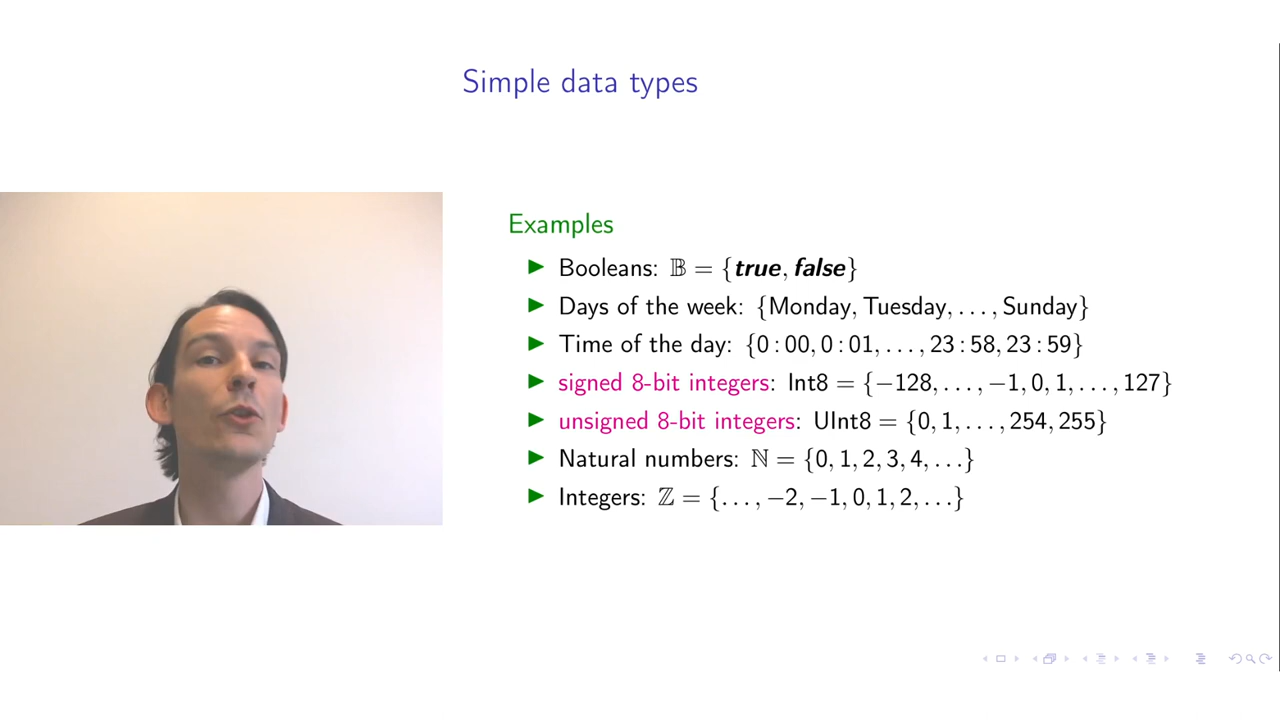 Simple data types
Examples
▶ Booleans: 𝔹 = {true, false}
▶ Days of the week: {Monday, Tuesday, . . . , Sunday}
▶ Time of the day: {0 : 00, 0 : 01, . . . , 23 : 58, 23 : 59}
▶ signed 8-bit integers: Int8 = {−128, . . . , −1, 0, 1, . . . , 127}
▶ unsigned 8-bit integers: UInt8 = {0, 1, . . . , 254, 255}
▶ Natural numbers: ℕ = {0, 1, 2, 3, 4, . . .}
▶ Integers: ℤ = {. . . , −2, −1, 0, 1, 2, . . .}